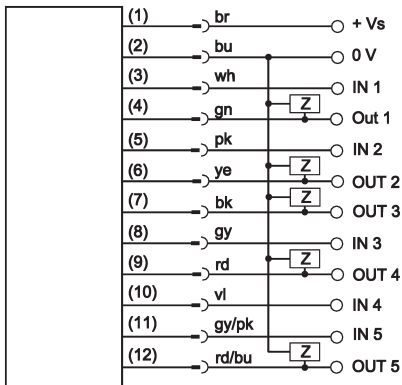 (1) br + Vs
(2) bu 0 V
(3) wh IN 1
Z
(4) gn Out 1
(5) pk IN 2
Z
(6) ye OUT 2
Z
(7) bk OUT 3
(8) gy IN 3
Z
(9) rd OUT 4
(10) vl IN 4
(11) gy/pk IN 5
Z
(12) rd/bu OUT 5